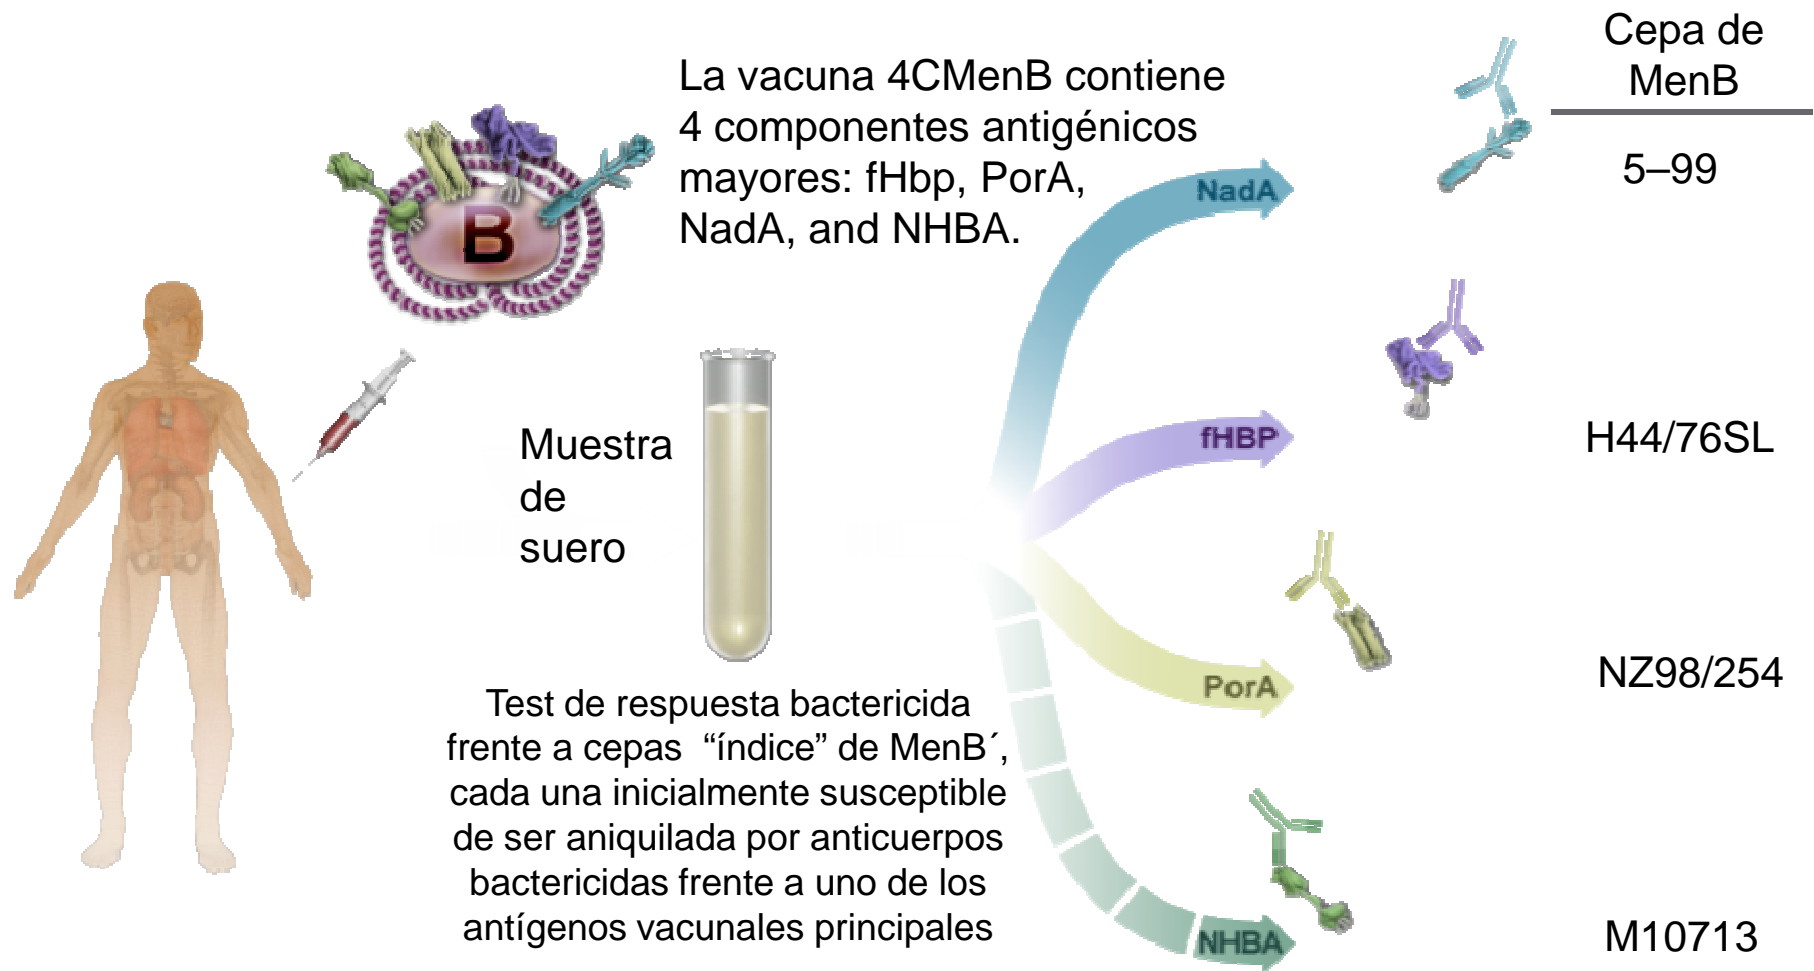 La vacuna 4CMenB contiene
4 componentes antigénicos
mayores: fHbp, PorA,
NadA, and NHBA.
B
Cepa de
MenB
NadA
5–99
fHBP
H44/76SL
Muestra
de
suero
PorA
NZ98/254
Test de respuesta bactericida
frente a cepas  “índice” de MenB´,
cada una inicialmente susceptible
de ser aniquilada por anticuerpos
bactericidas frente a uno de los
antígenos vacunales principales
NHBA
M10713